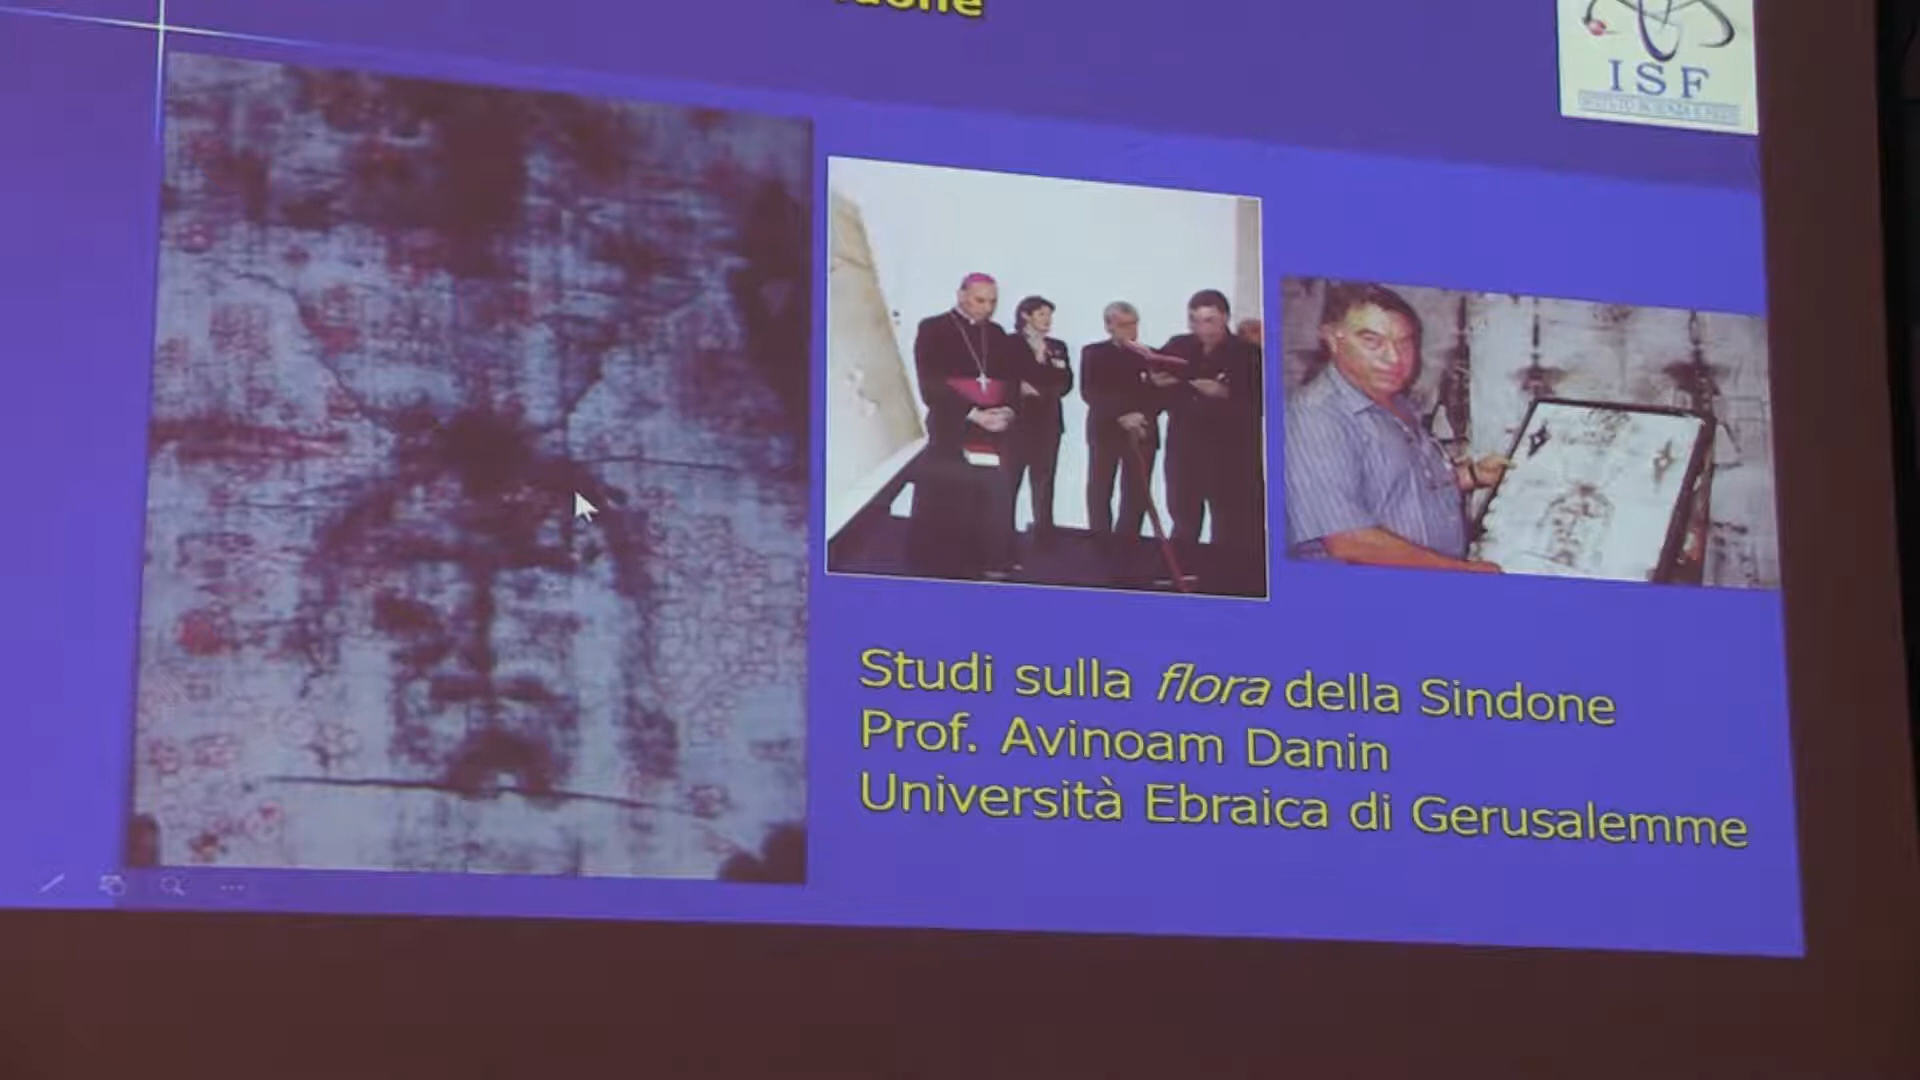 ISF
Studi sulla flora della Sindone
Prof. Avinoam Danin
Università Ebraica di Gerusalemme